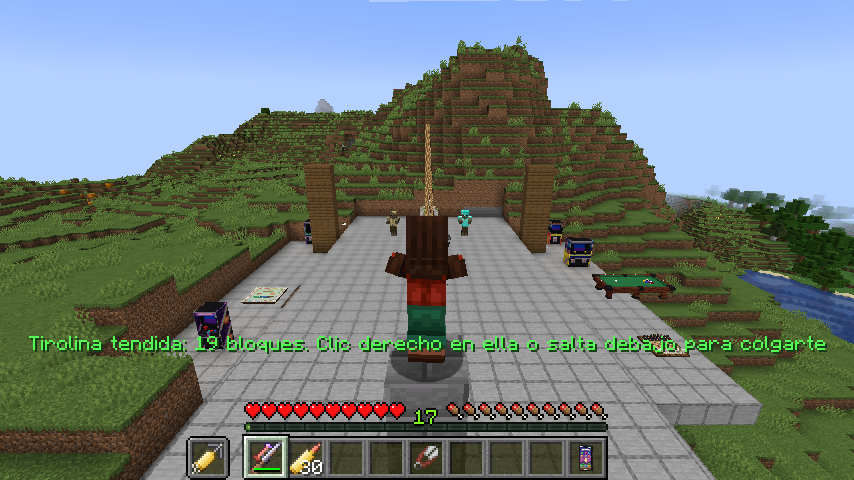 Tirolina tendida: 19 bloques. Clic derecho en ella o salta debajo para colgarte
17
30